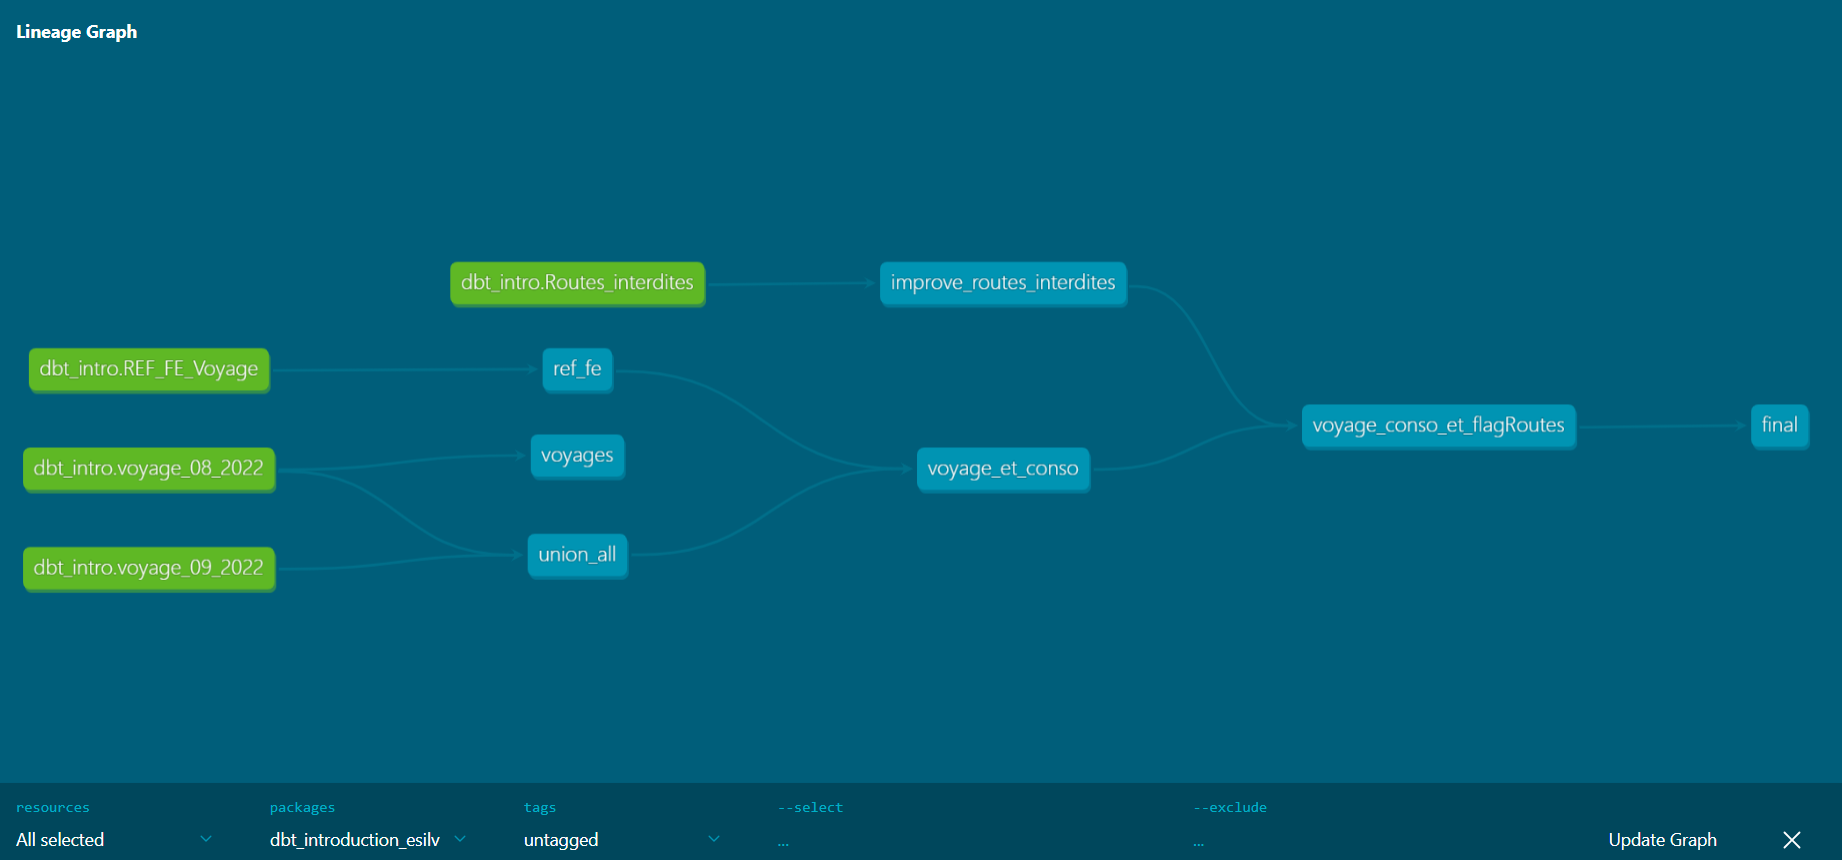 Lineage Graph
dbt_intro.Routes_interdites
improve_routes_interdites
dbt_intro.REF_FE_Voyage
ref_fe
voyage_conso_et_flagRoutes
final
dbt_intro.voyage_08_2022
voyages
voyage_et_conso
dbt_intro.voyage_09_2022
union_all
resources
All selected
packages
dbt_introduction_esilv
tags
untagged
--select
...
--exclude
...
Update Graph